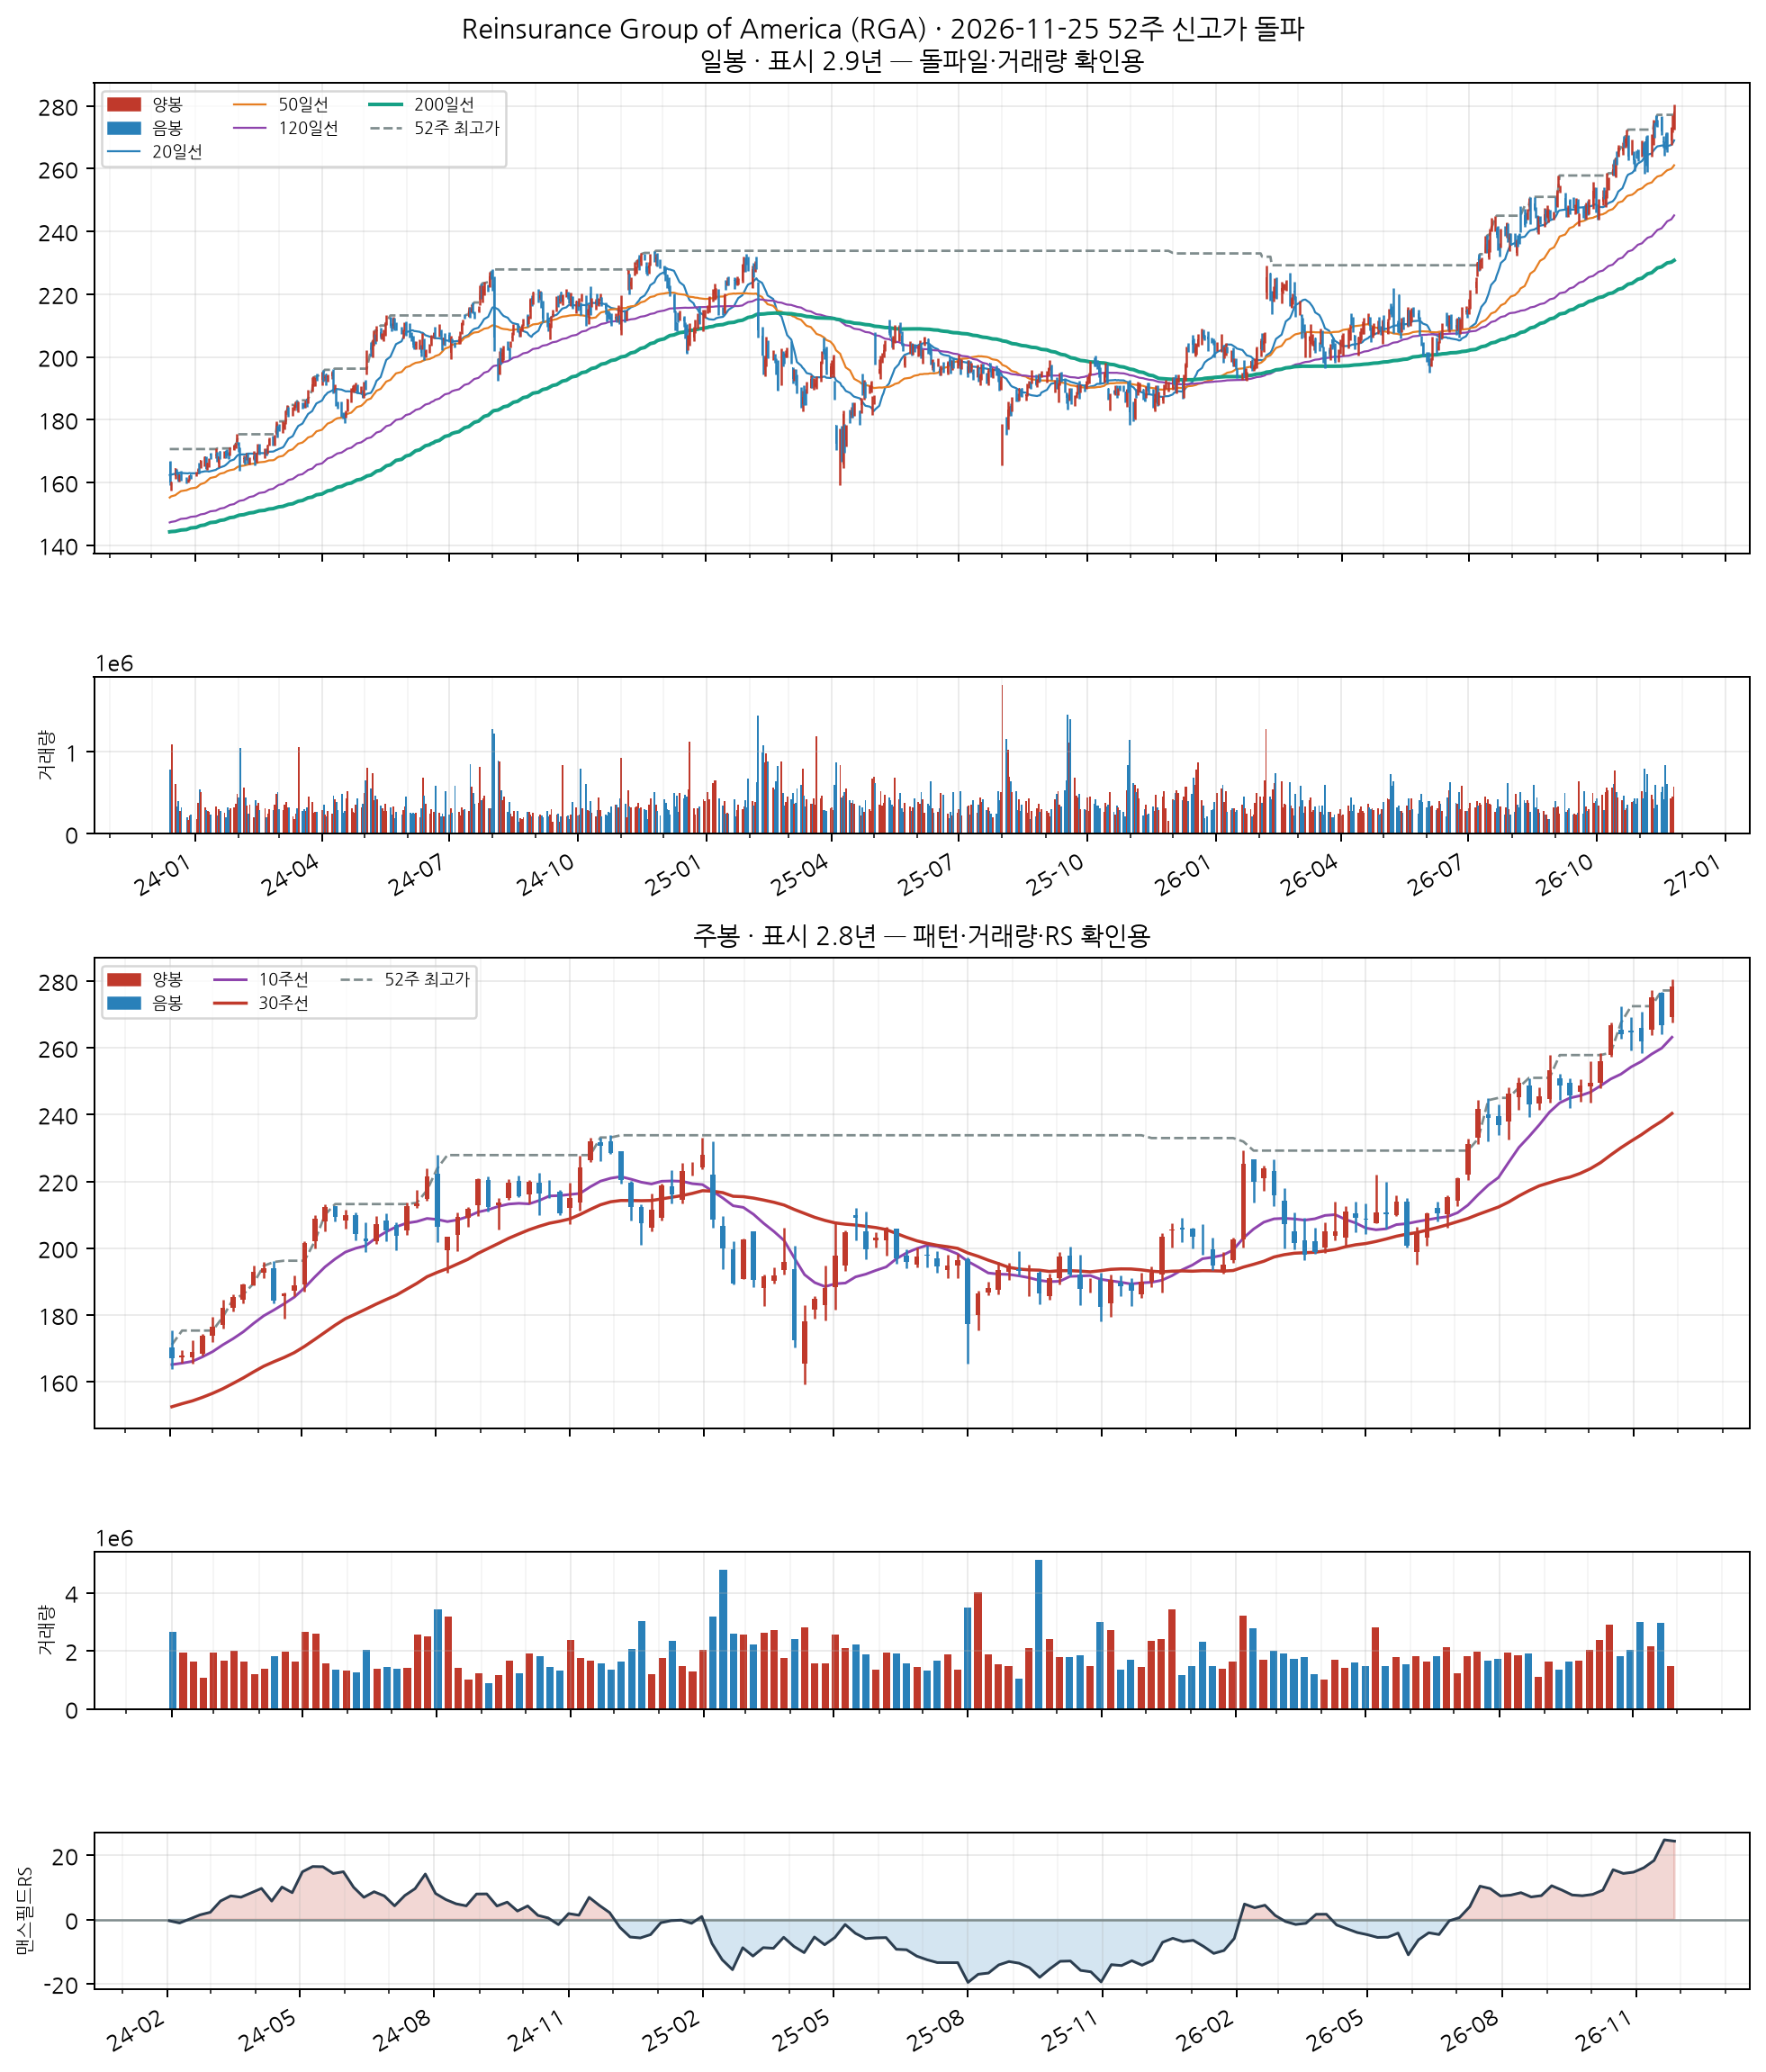 Reinsurance Group of America (RGA) · 2026-11-25 52주 신고가 돌파
일봉 · 표시 2.9년 — 돌파일·거래량 확인용
양봉 50일선 200일선
음봉 120일선 52주 최고가
20일선
280
260
240
220
200
180
160
140
1e6
거래량
1
0
24-01 24-04 24-07 24-10 25-01 25-04 25-07 25-10 26-01 26-04 26-07 26-10 27-01
주봉 · 표시 2.8년 — 패턴·거래량·RS 확인용
양봉 10주선 52주 최고가
음봉 30주선
280
260
240
220
200
180
160
1e6
거래량
4
2
0
맨스필드RS
20
0
-20
24-02 24-05 24-08 24-11 25-02 25-05 25-08 25-11 26-02 26-05 26-08 26-11